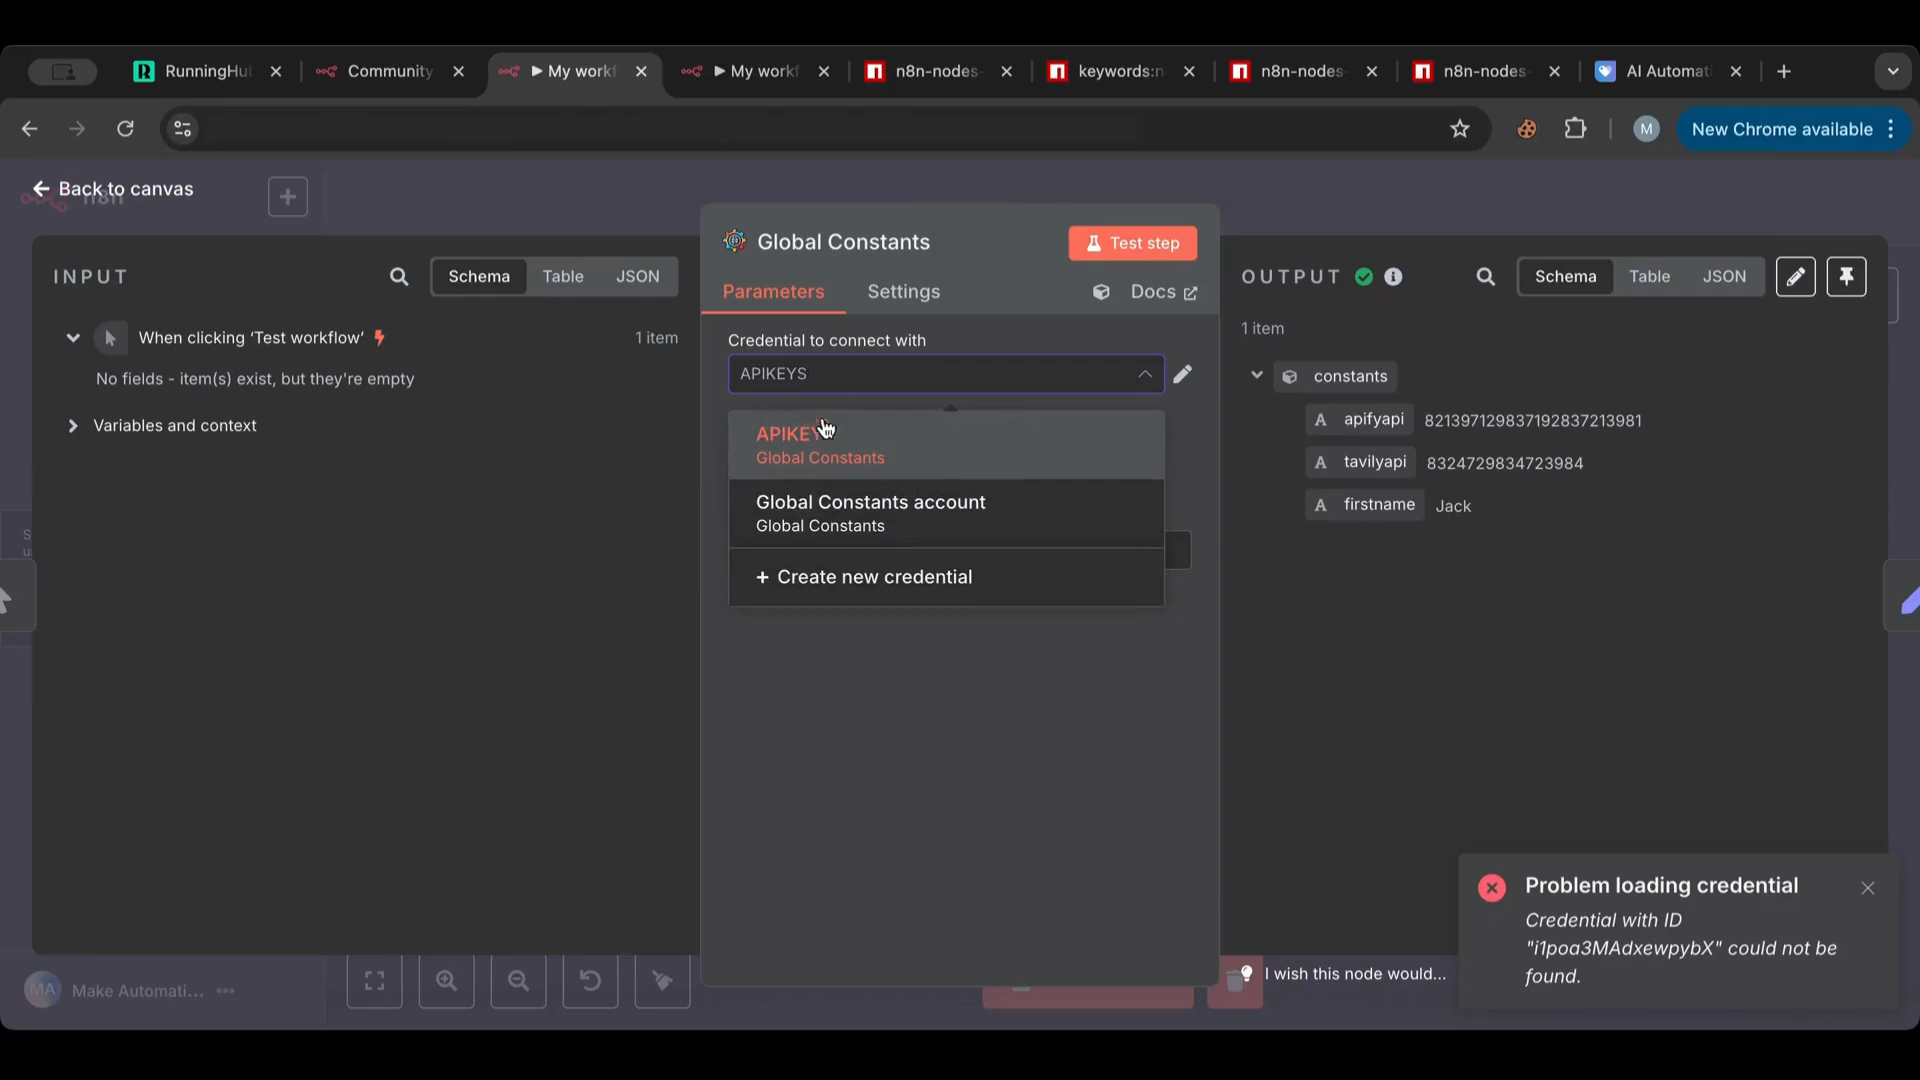 RunningHu
Community
▶ My workf
▶ My workf
n8n-nodes-
keywords:n
n8n-nodes-
n8n-nodes-
AI Automat
M
New Chrome available
Back to canvas
n8n
Global Constants
Test step
INPUT
Schema
Table
JSON
Parameters
Settings
Docs
OUTPUT
Schema
Table
JSON
When clicking ‘Test workflow’
1 item
No fields - item(s) exist, but they're empty
Variables and context
Credential to connect with
APIKEYS
APIKEY
Global Constants
Global Constants account
Global Constants
+ Create new credential
1 item
constants
A apifyapi 821397129837192837213981
A tavilyapi 8324729834723984
A firstname Jack
Problem loading credential
Credential with ID
"i1poa3MAdxewpybX" could not be
found.
MA
Make Automati...
I wish this node would...